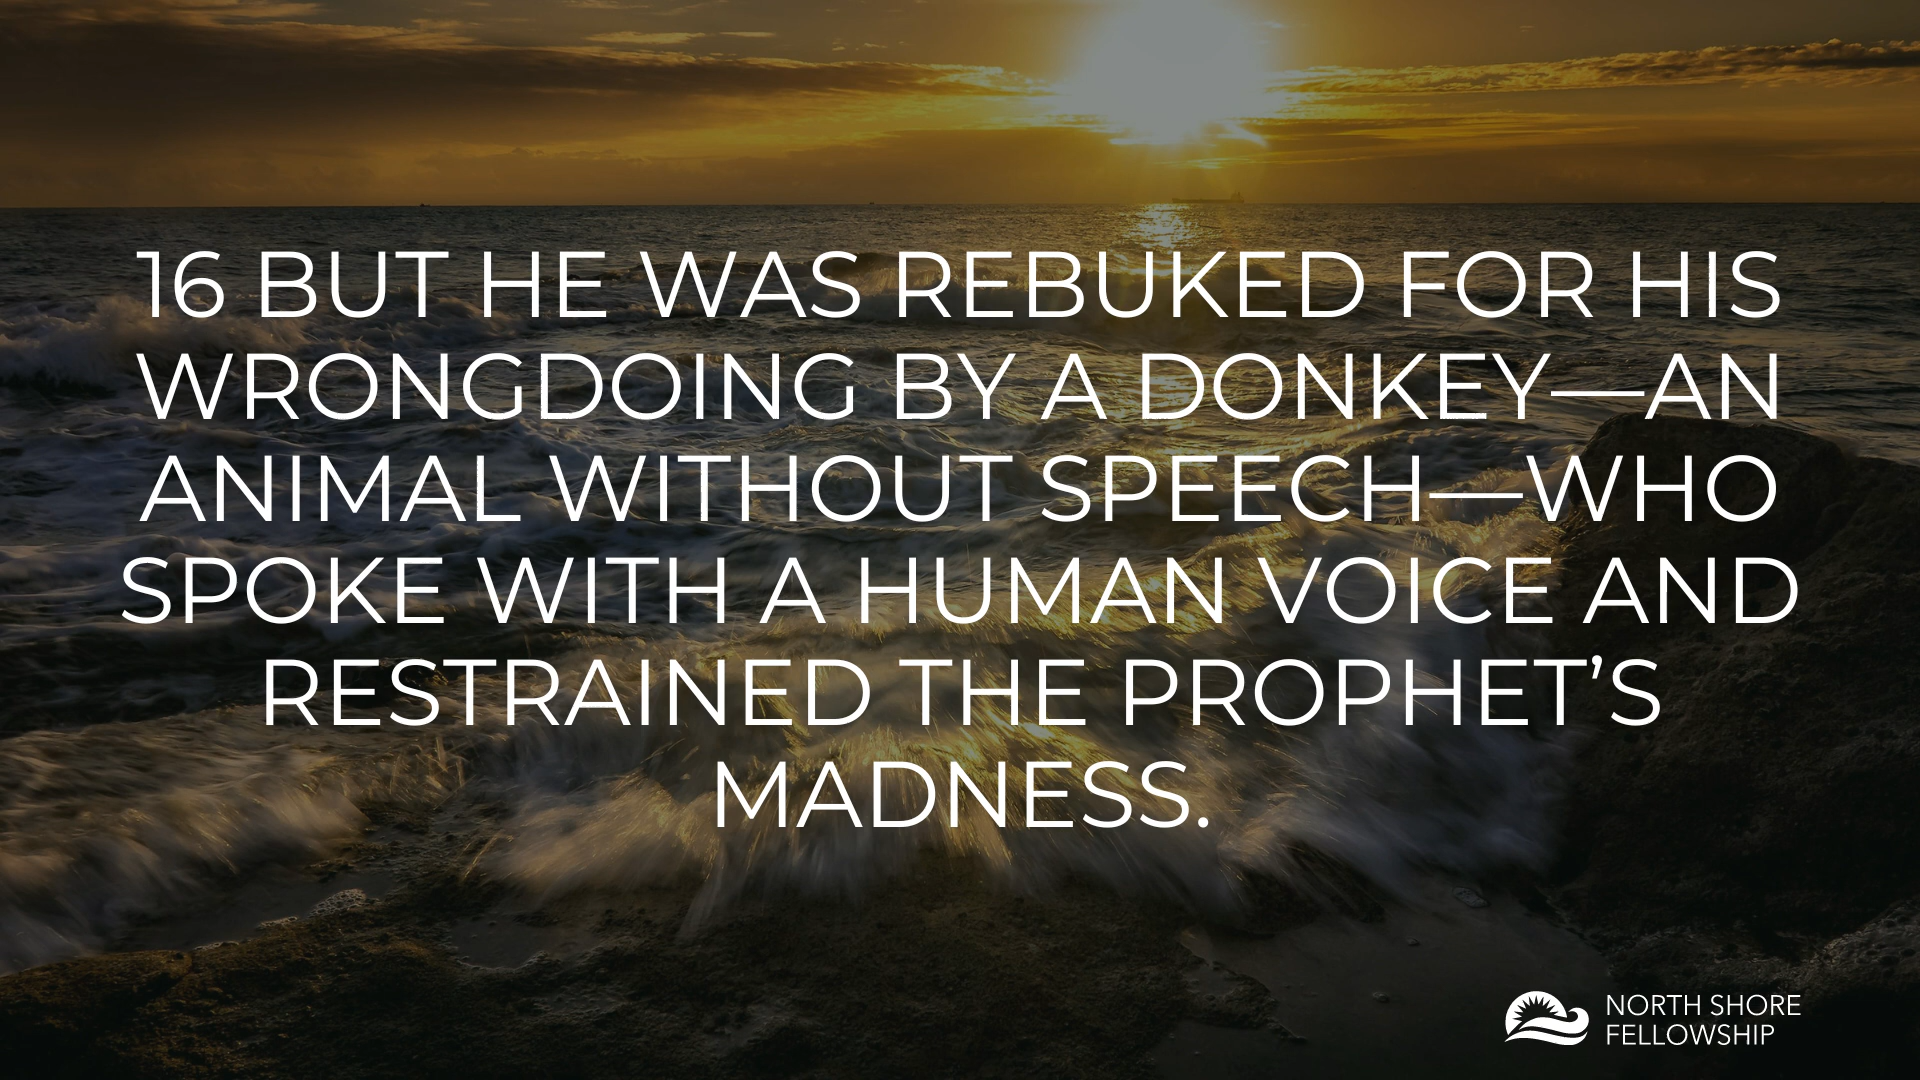 16 BUT HE WAS REBUKED FOR HIS
WRONGDOING BY A DONKEY—AN
ANIMAL WITHOUT SPEECH—WHO
SPOKE WITH A HUMAN VOICE AND
RESTRAINED THE PROPHET’S
MADNESS.
NORTH SHORE
FELLOWSHIP